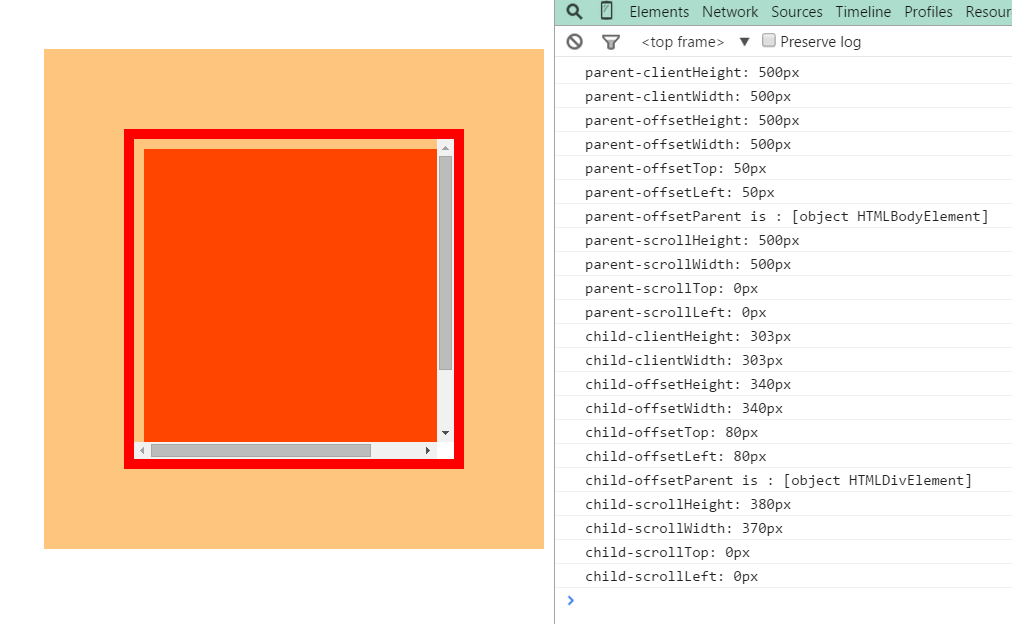 Elements Network Sources Timeline Profiles Resour
<top frame> ▼ Preserve log
parent-clientHeight: 500px
parent-clientWidth: 500px
parent-offsetHeight: 500px
parent-offsetWidth: 500px
parent-offsetTop: 50px
parent-offsetLeft: 50px
parent-offsetParent is : [object HTMLBodyElement]
parent-scrollHeight: 500px
parent-scrollWidth: 500px
parent-scrollTop: 0px
parent-scrollLeft: 0px
child-clientHeight: 303px
child-clientWidth: 303px
child-offsetHeight: 340px
child-offsetWidth: 340px
child-offsetTop: 80px
child-offsetLeft: 80px
child-offsetParent is : [object HTMLDivElement]
child-scrollHeight: 380px
child-scrollWidth: 370px
child-scrollTop: 0px
child-scrollLeft: 0px